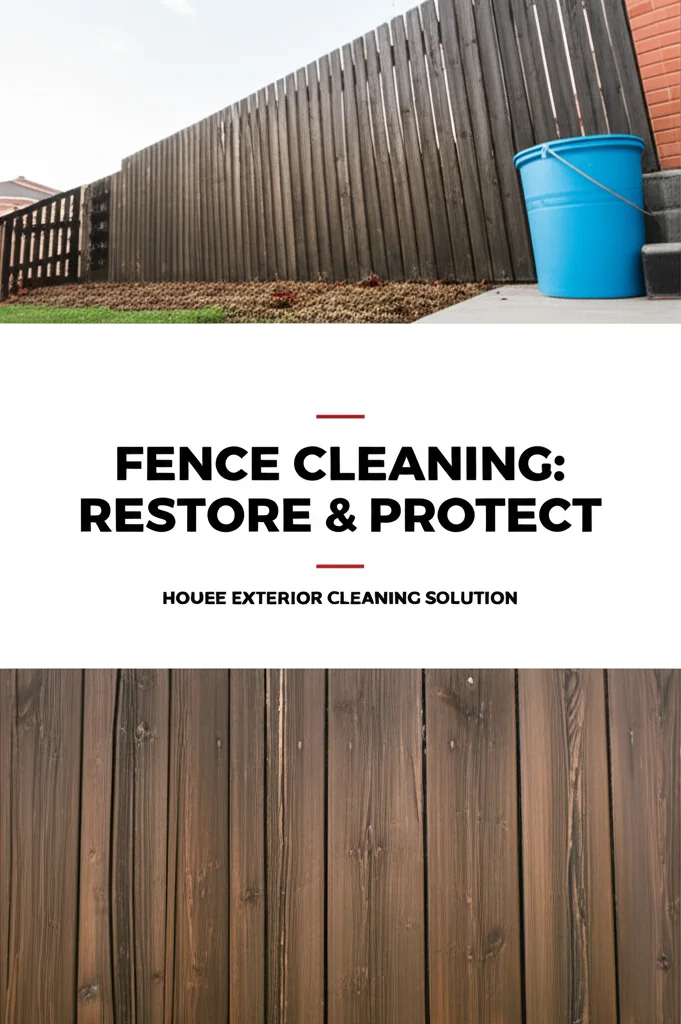 FENCE CLEANING:
RESTORE & PROTECT
HOUEE EXTERIOR CLEANING SOLUTION